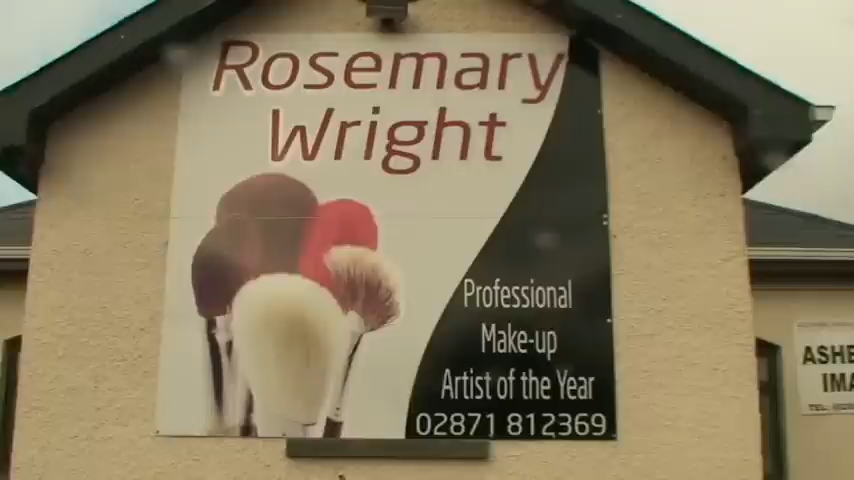 Rosemary
Wright
Professional
Make-up
Artist of the Year
02871 812369